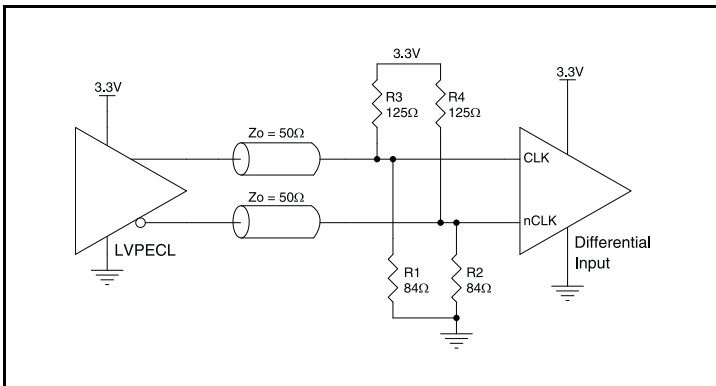 3.3V
3.3V
3.3V
R3
125Ω
R4
125Ω
Zo = 50Ω
CLK
Zo = 50Ω
nCLK
LVPECL
Differential
Input
R1
84Ω
R2
84Ω